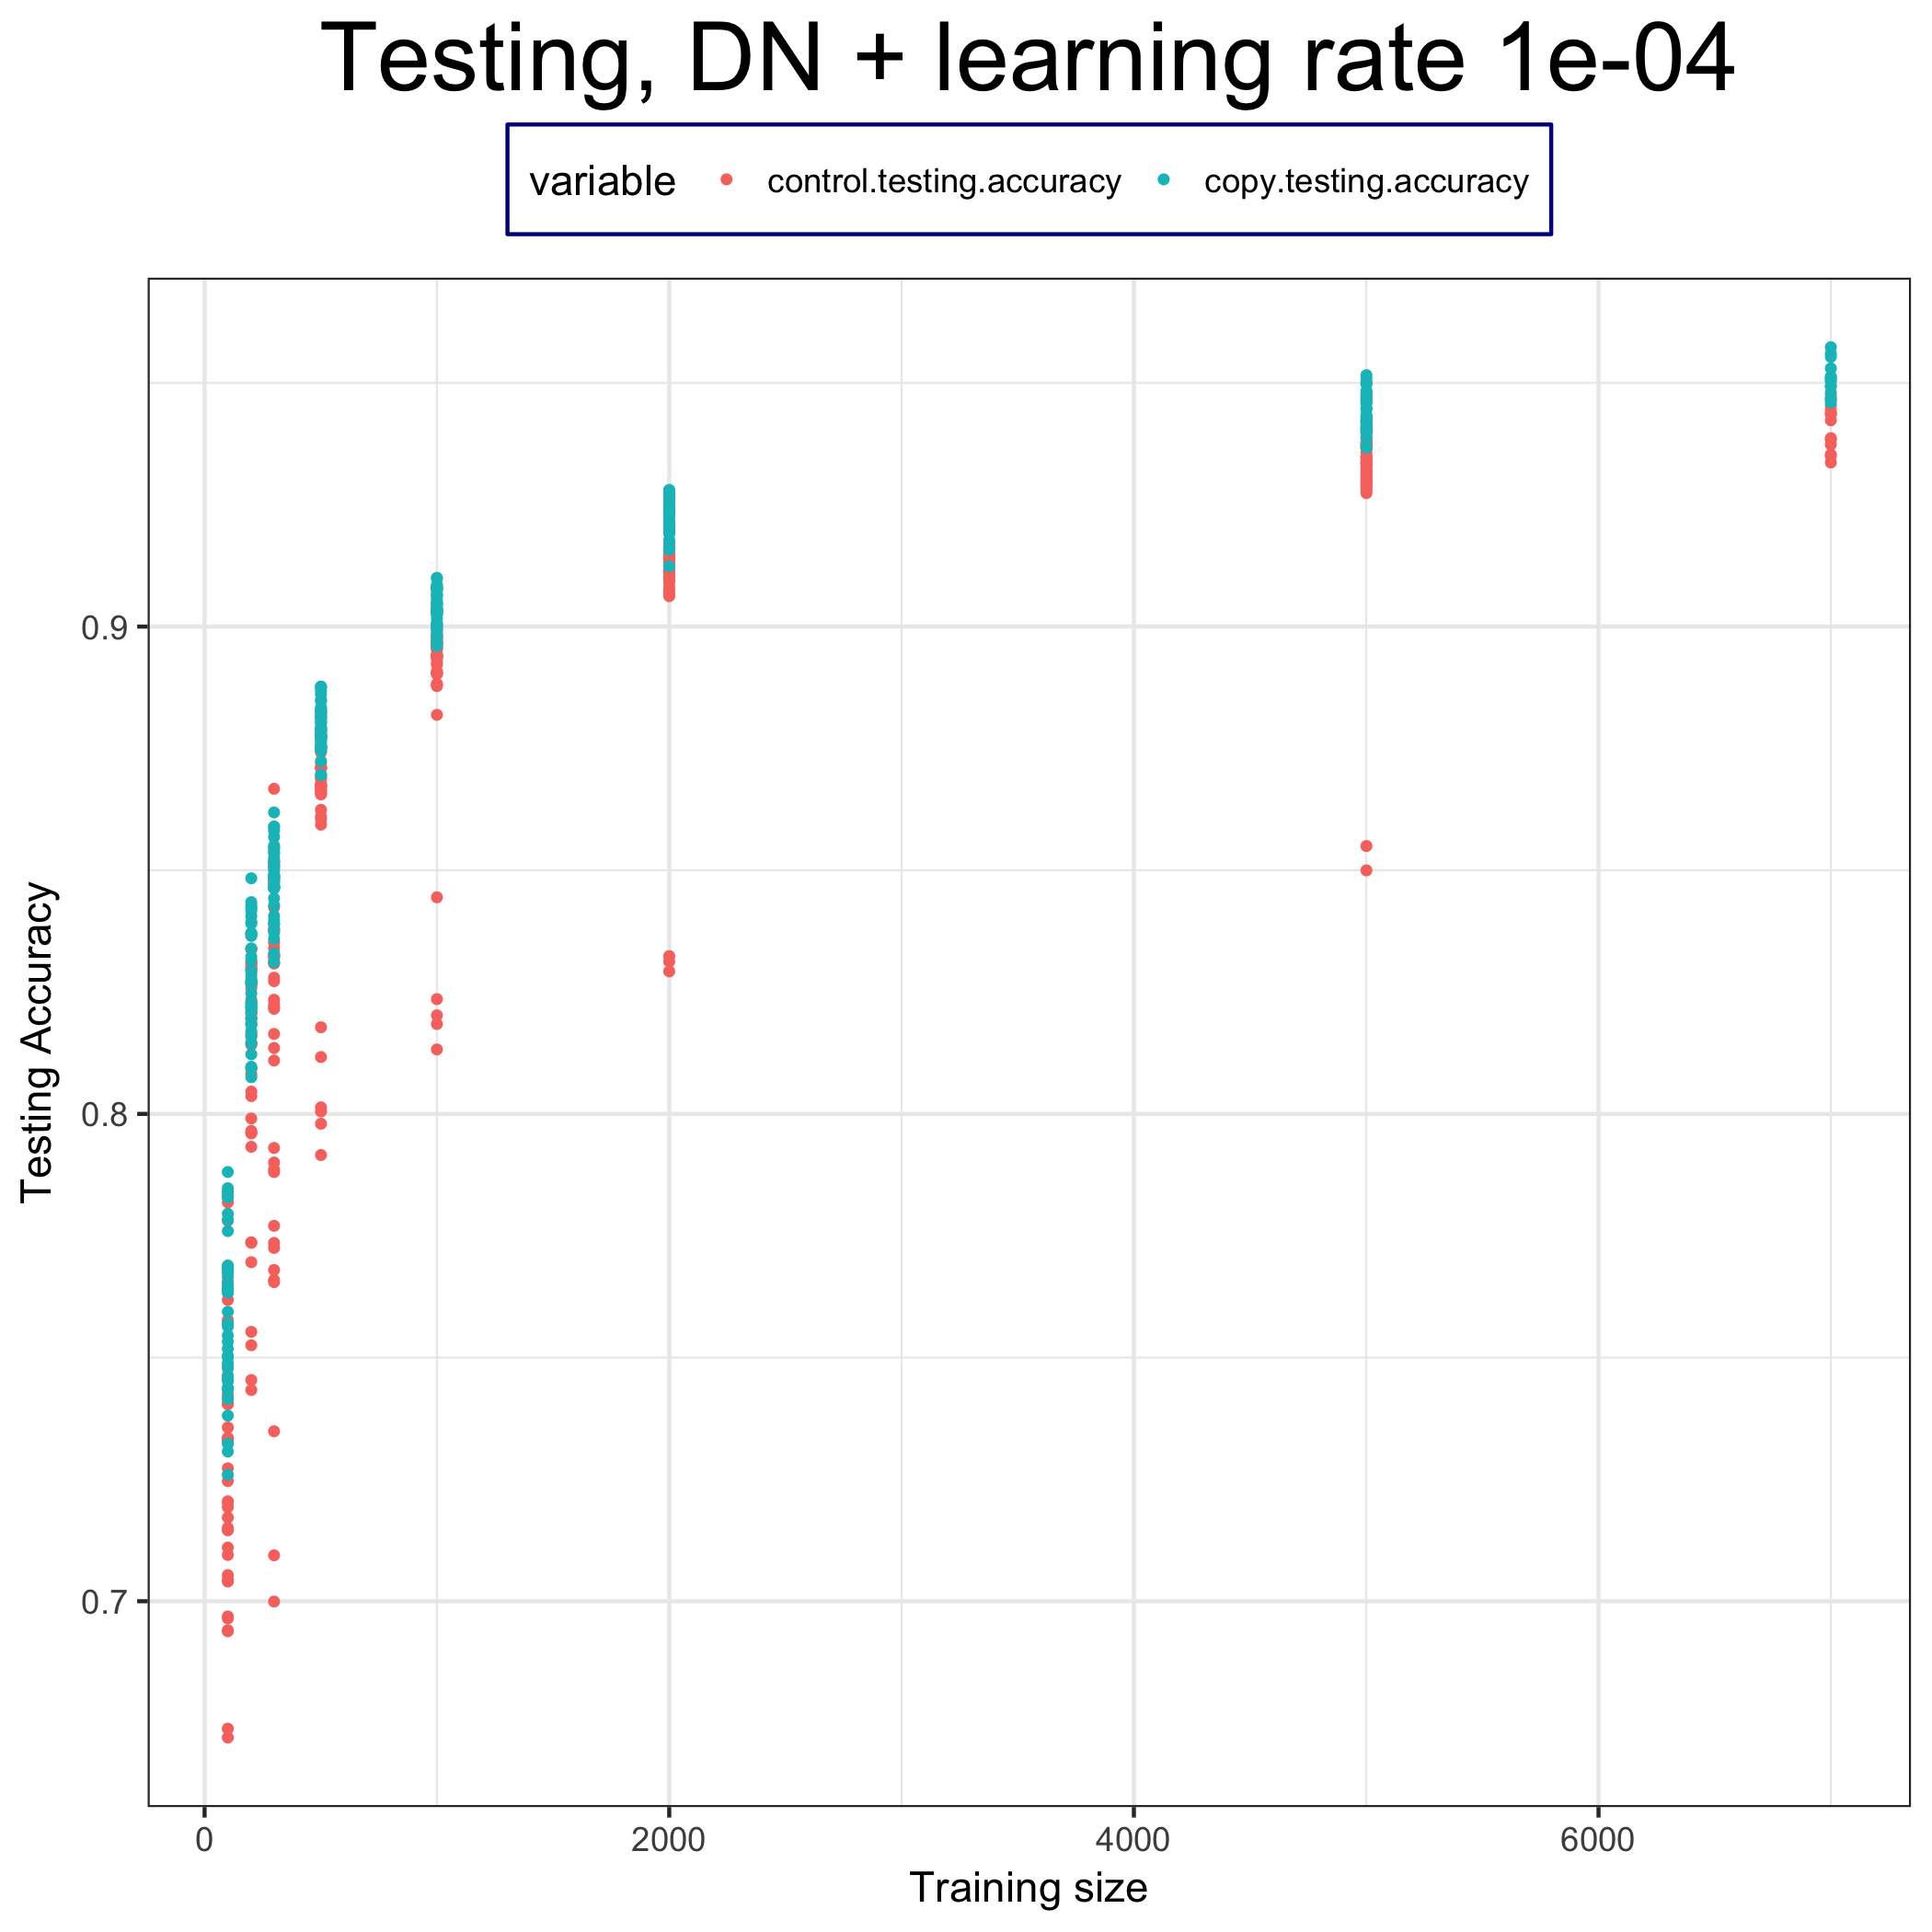 Testing, DN + learning rate 1e-04
variable control.testing.accuracy copy.testing.accuracy
Testing Accuracy
0.9
0.8
0.7
0 2000 4000 6000
Training size